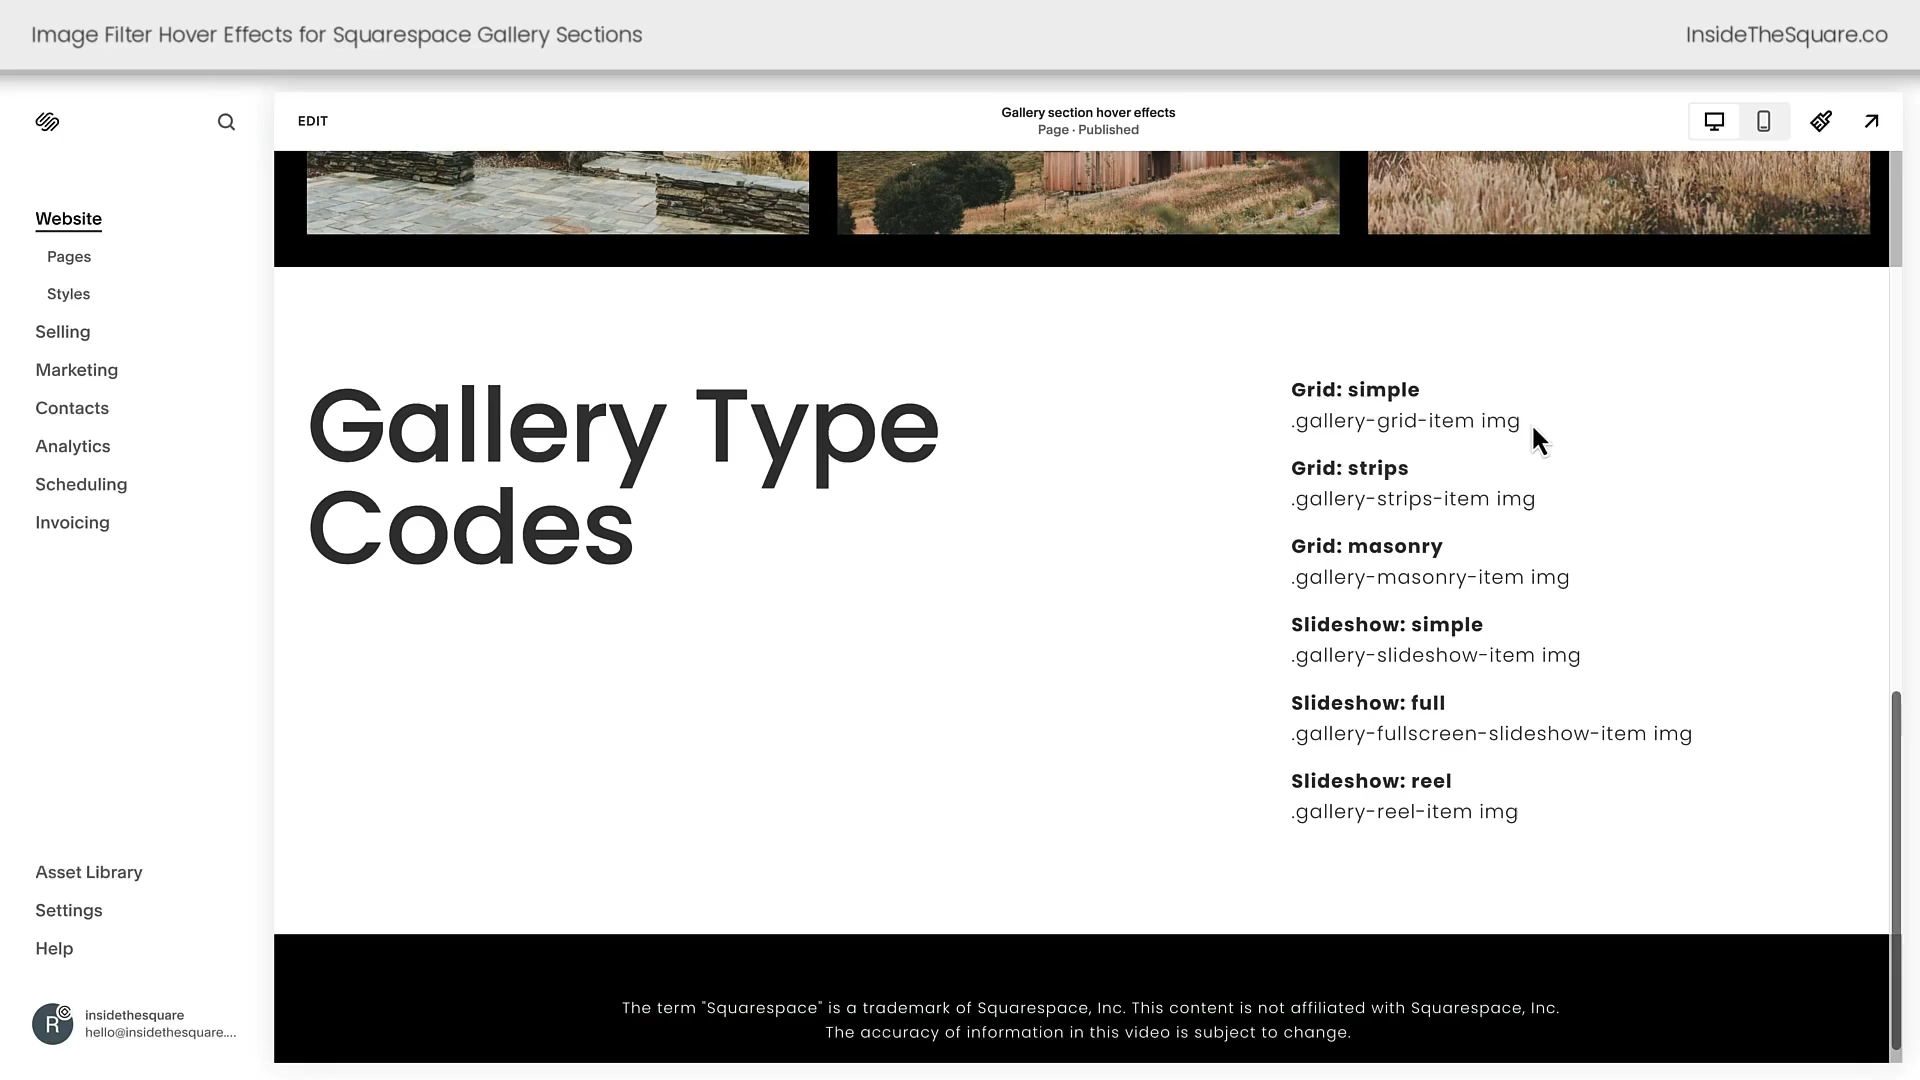 Image Filter Hover Effects for Squarespace Gallery Sections
InsideTheSquare.co
EDIT
Gallery section hover effects
Page · Published
Website
Pages
Styles
Selling
Marketing
Contacts
Analytics
Scheduling
Invoicing
Asset Library
Settings
Help
R
insidethesquare
hello@insidethesquare....
Gallery Type
Codes
Grid: simple
.gallery-grid-item img
Grid: strips
.gallery-strips-item img
Grid: masonry
.gallery-masonry-item img
Slideshow: simple
.gallery-slideshow-item img
Slideshow: full
.gallery-fullscreen-slideshow-item img
Slideshow: reel
.gallery-reel-item img
The term "Squarespace" is a trademark of Squarespace, Inc. This content is not affiliated with Squarespace, Inc.
The accuracy of information in this video is subject to change.